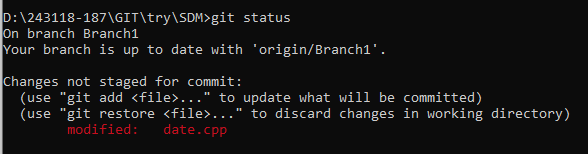 D:\243118-187\GIT\try\SDM>git status
On branch Branch1
Your branch is up to date with 'origin/Branch1'.
Changes not staged for commit:
(use "git add <file>..." to update what will be committed)
(use "git restore <file>..." to discard changes in working directory)
modified: date.cpp